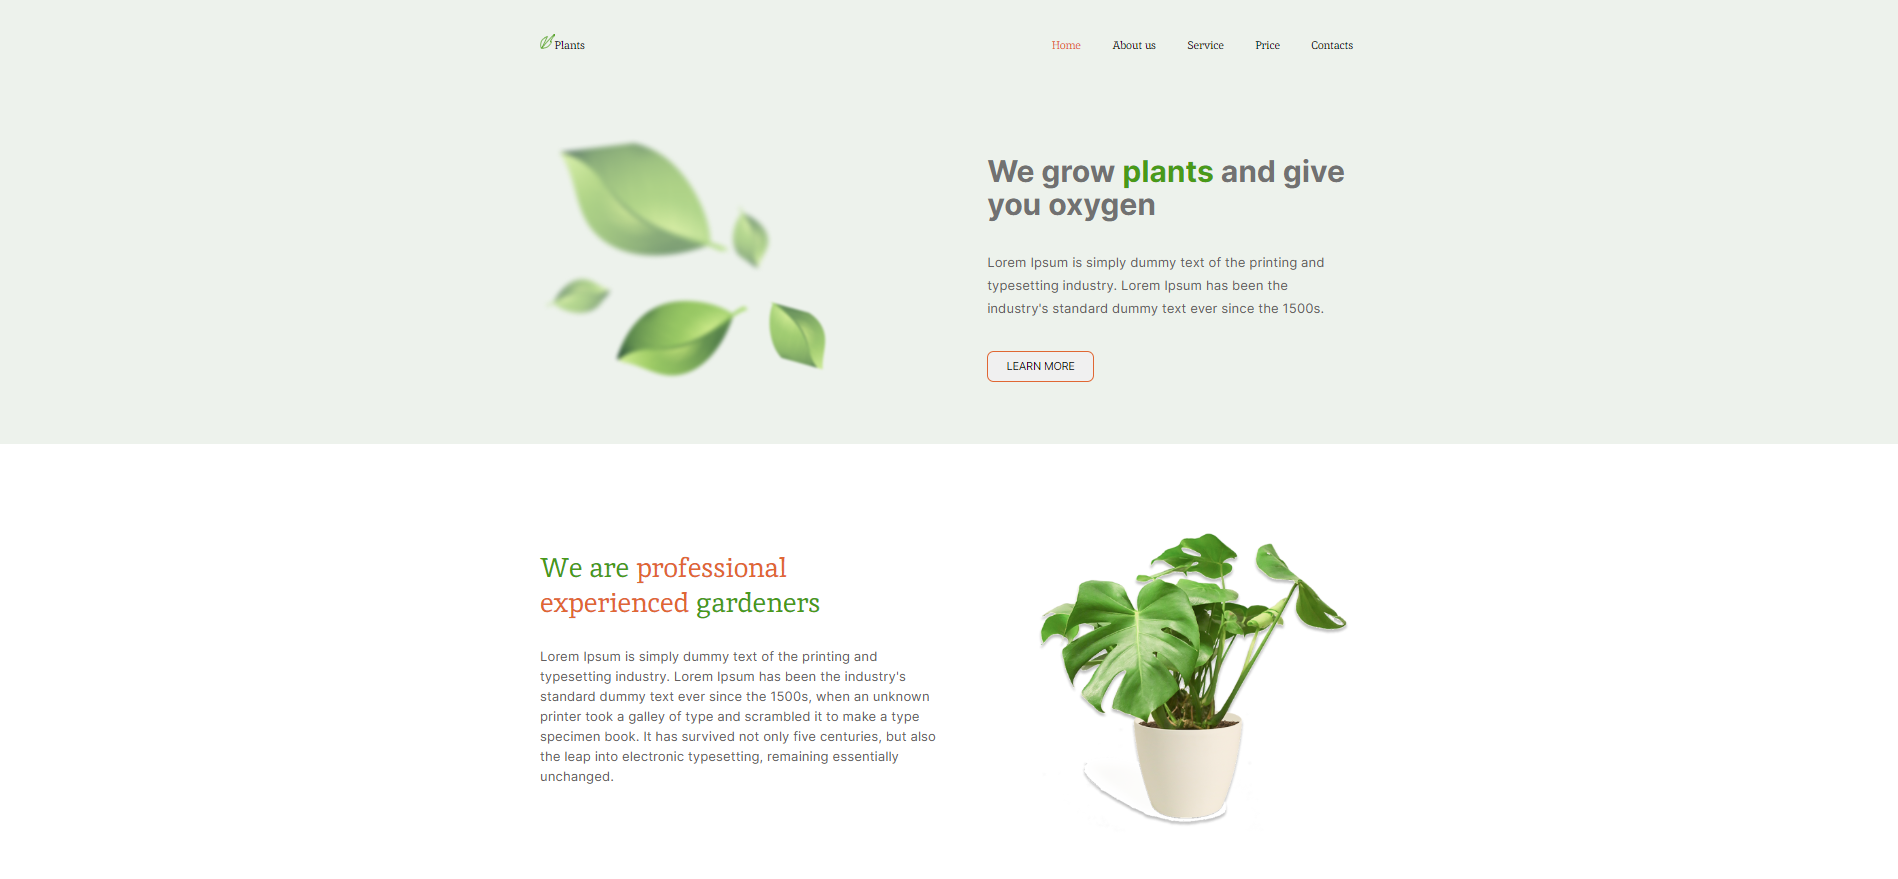 Plants
Home About us Service Price Contacts
We grow plants and give
you oxygen
Lorem Ipsum is simply dummy text of the printing and
typesetting industry. Lorem Ipsum has been the
industry's standard dummy text ever since the 1500s.
LEARN MORE
We are professional
experienced gardeners
Lorem Ipsum is simply dummy text of the printing and
typesetting industry. Lorem Ipsum has been the industry's
standard dummy text ever since the 1500s, when an unknown
printer took a galley of type and scrambled it to make a type
specimen book. It has survived not only five centuries, but also
the leap into electronic typesetting, remaining essentially
unchanged.